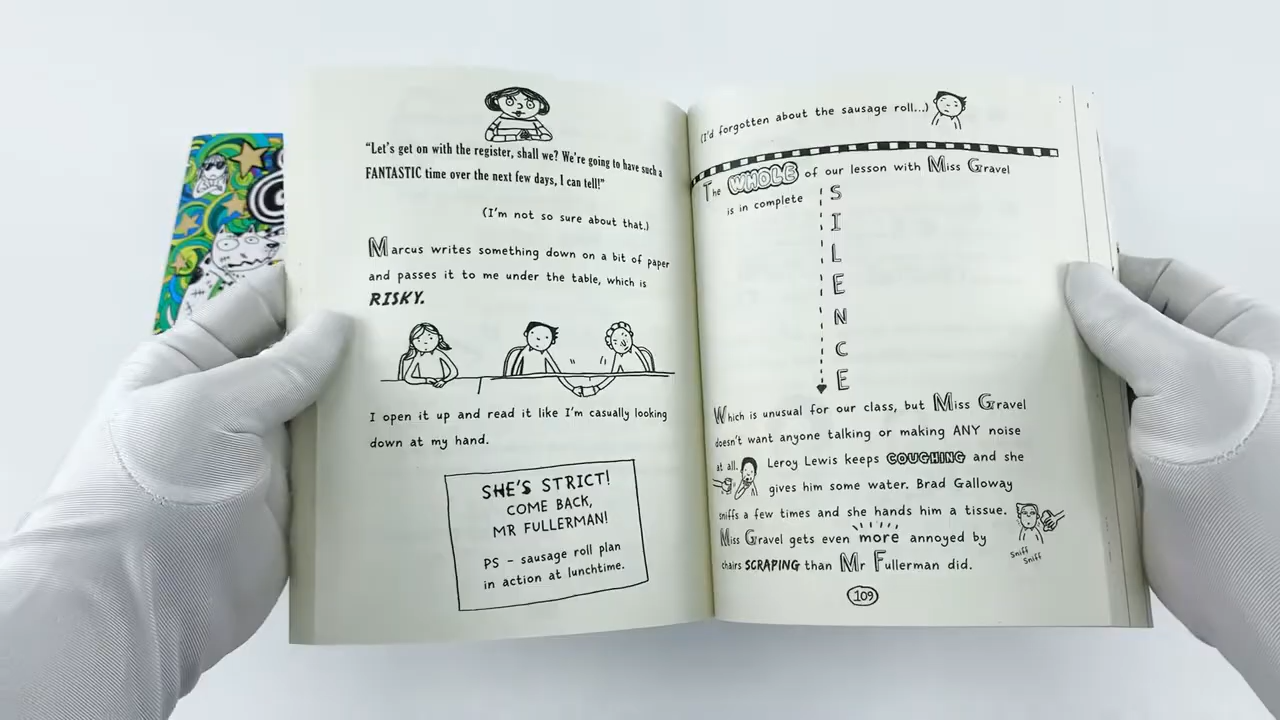 "Let's get on with the register, shall we? We're going to have such a
FANTASTIC time over the next few days, I can tell!"
(I'm not so sure about that.)
Marcus writes something down on a bit of paper
and passes it to me under the table, which is
RISKY.
I open it up and read it like I'm casually looking
down at my hand.
SHE'S STRICT!
COME BACK,
MR FULLERMAN!
PS – sausage roll plan
in action at lunchtime.
(I'd forgotten about the sausage roll...)
The WHOLE of our lesson with Miss Gravel
is in complete
S
I
L
E
N
C
E
Which is unusual for our class, but Miss Gravel
doesn't want anyone talking or making ANY noise
at all. Leroy Lewis keeps COUGHING and she
gives him some water. Brad Galloway
sniffs a few times and she hands him a tissue.
Miss Gravel gets even more annoyed by
chairs SCRAPING than Mr Fullerman did.
Sniff
Sniff
109